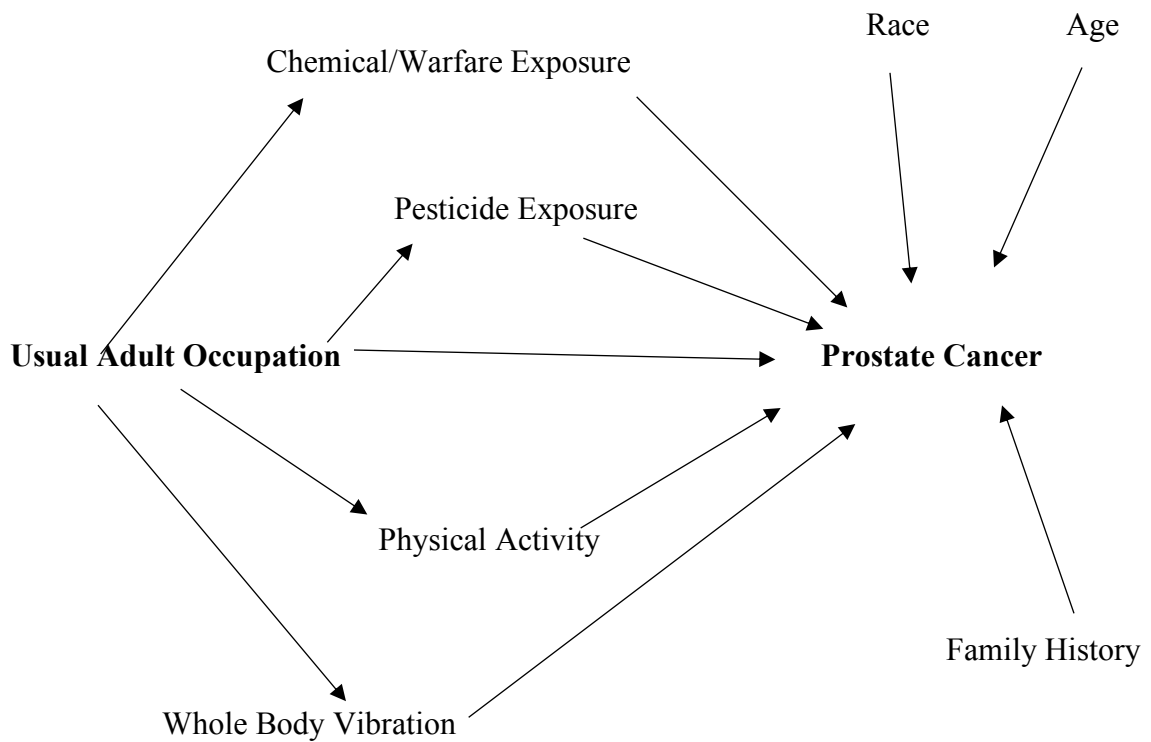 Race
Age
Chemical/Warfare Exposure
Pesticide Exposure
Usual Adult Occupation
Prostate Cancer
Physical Activity
Family History
Whole Body Vibration